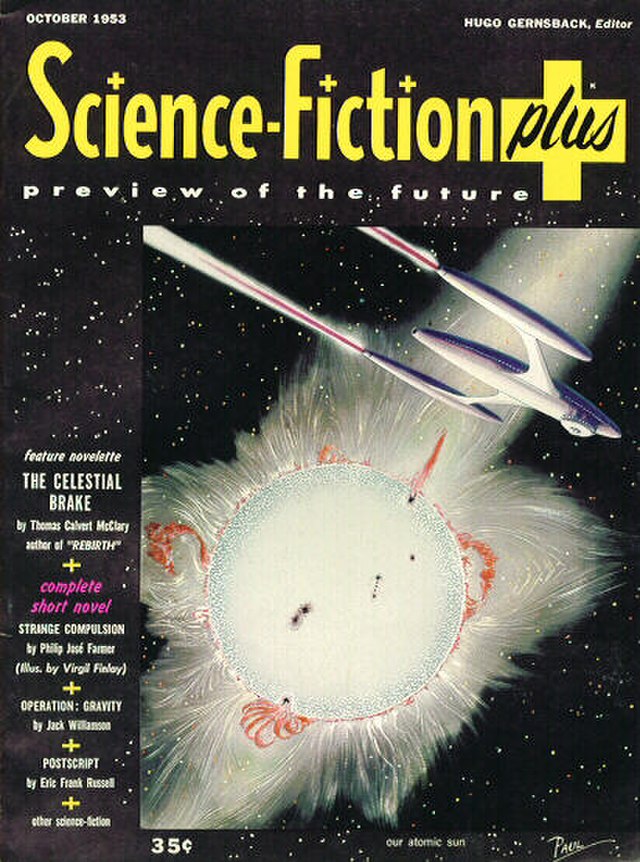 OCTOBER 1953
HUGO GERNSBACK, Editor
Science-Fiction plus
preview of the future
feature novelette
THE CELESTIAL
BRAKE
by Thomas Calvert McClary
author of "REBIRTH"
+
complete
short novel
STRANGE COMPULSION
by Philip José Farmer
(Illus. by Virgil Finlay)
+
OPERATION: GRAVITY
by Jack Williamson
+
POSTSCRIPT
by Eric Frank Russell
+
other science-fiction
35¢
our atomic sun
PAUL